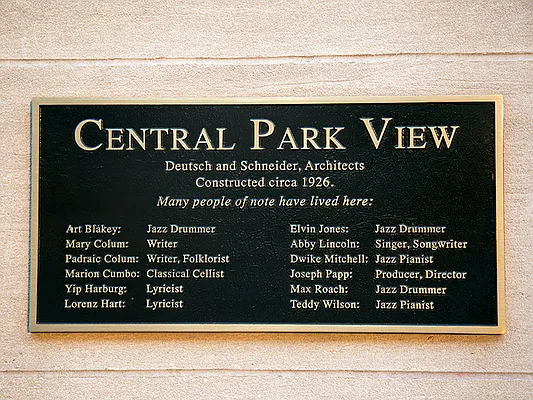 CENTRAL PARK VIEW
Deutsch and Schneider, Architects
Constructed circa 1926.
Many people of note have lived here:
Art Blakey: Jazz Drummer
Mary Colum: Writer
Padraic Colum: Writer, Folklorist
Marion Cumbo: Classical Cellist
Yip Harburg: Lyricist
Lorenz Hart: Lyricist
Elvin Jones: Jazz Drummer
Abby Lincoln: Singer, Songwriter
Dwike Mitchell: Jazz Pianist
Joseph Papp: Producer, Director
Max Roach: Jazz Drummer
Teddy Wilson: Jazz Pianist